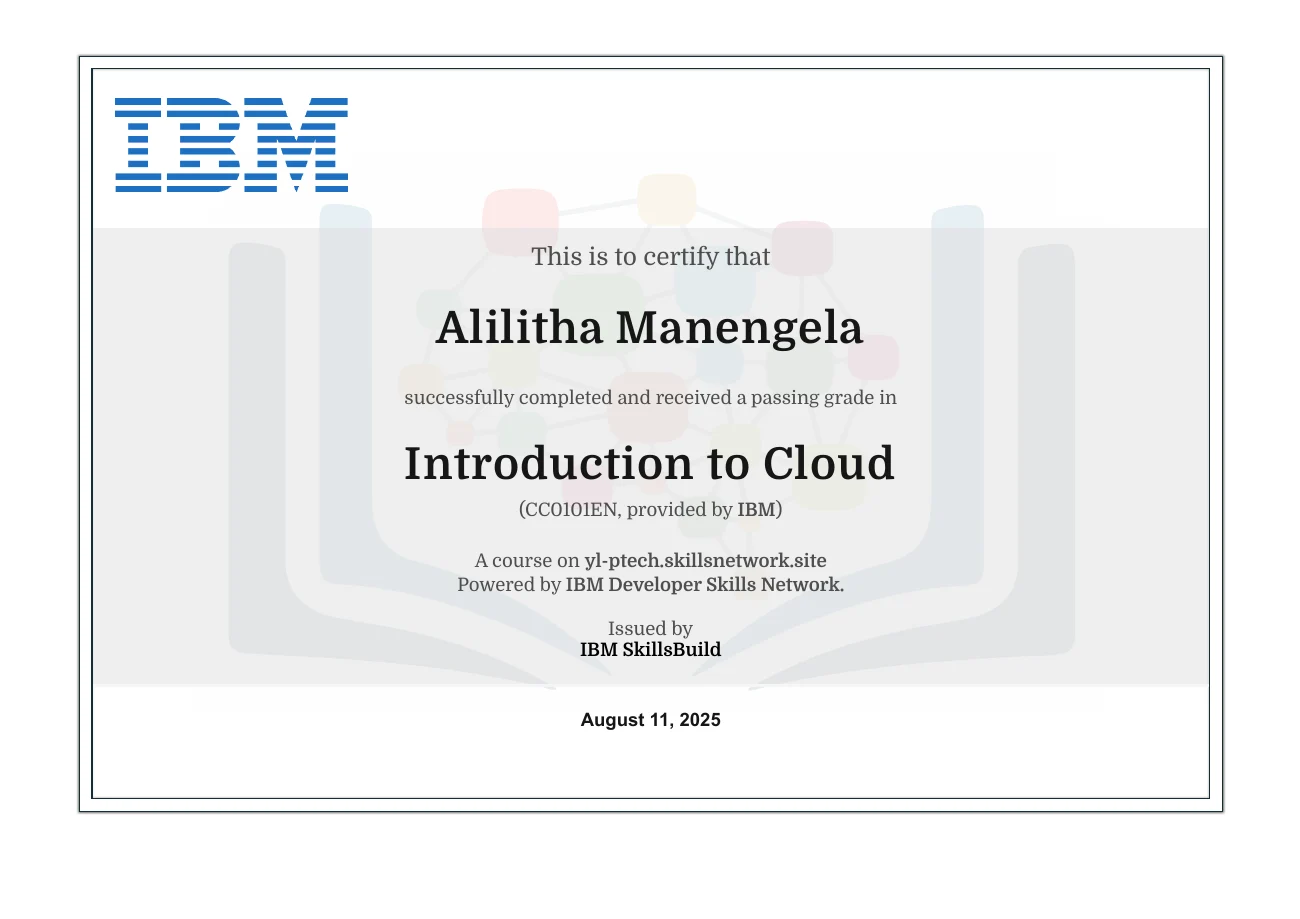 IBM
This is to certify that
Alilitha Manengela
successfully completed and received a passing grade in
Introduction to Cloud
(CC0101EN, provided by IBM)
A course on yl-ptech.skillsnetwork.site
Powered by IBM Developer Skills Network.
Issued by
IBM SkillsBuild
August 11, 2025